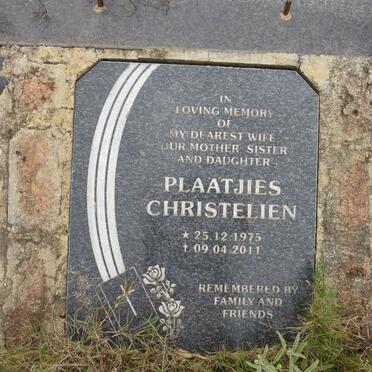 IN
LOVING MEMORY
OF
MY DEAREST WIFE
OUR MOTHER SISTER
AND DAUGHTER
PLAATJIES
CHRISTELIEN
★ 25.12.1975
✝ 09.04.2011
REMEMBERED BY
FAMILY AND
FRIENDS